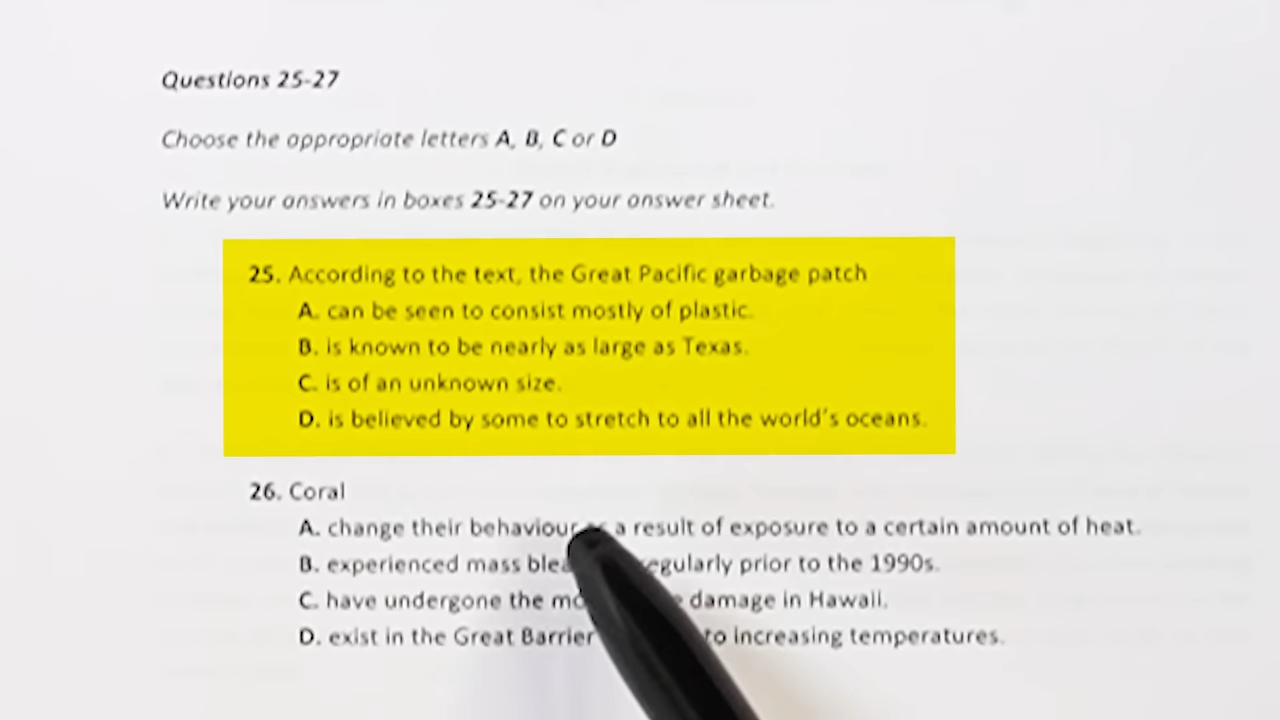 Questions 25-27
Choose the appropriate letters A, B, C or D
Write your answers in boxes 25-27 on your answer sheet.
25. According to the text, the Great Pacific garbage patch
A. can be seen to consist mostly of plastic.
B. is known to be nearly as large as Texas.
C. is of an unknown size.
D. is believed by some to stretch to all the world's oceans.
26. Coral
A. change their behaviour as a result of exposure to a certain amount of heat.
B. experienced mass regularly prior to the 1990s.
C. have undergone the damage in Hawaii.
D. exist in the Great Barrier to increasing temperatures.